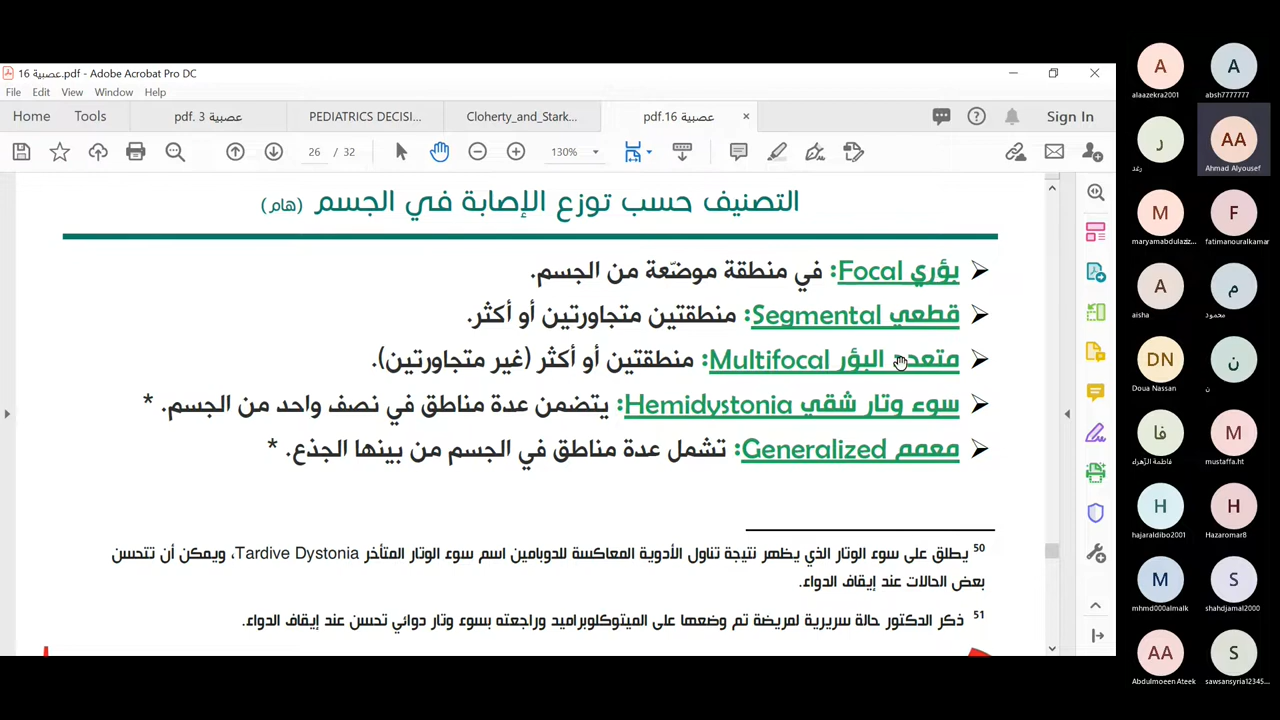 عصبية 16.pdf - Adobe Acrobat Pro DC
File Edit View Window Help
Home Tools
عصبية 3 .pdf
PEDIATRICS DECISI...
Cloherty_and_Stark...
عصبية 16.pdf
Sign In
26 / 32
130%
التصنيف حسب توزع الإصابة في الجسم (هام)
بؤري Focal: في منطقة موضّعة من الجسم.
قطعي Segmental: منطقتين متجاورتين أو أكثر.
متعدد البؤر Multifocal: منطقتين أو أكثر (غير متجاورتين).
سوء وتار شقي Hemidystonia: يتضمن عدة مناطق في نصف واحد من الجسم. *
معمم Generalized: تشمل عدة مناطق في الجسم من بينها الجذع. *
50 يطلق على سوء الوتار الذي يظهر نتيجة تناول الأدوية المعاكسة للدوبامين اسم سوء الوتار المتأخر Tardive Dystonia، ويمكن أن تتحسن
بعض الحالات عند إيقاف الدواء.
51 ذكر الدكتور حالة سريرية لمريضة تم وضعها على الميتوكلوبراميد وراجعته بسوء وتار دوائي تحسن عند إيقاف الدواء.
A A
alaazekra2001 absh7777777
ر AA
رغد Ahmad Alyousef
M F
maryamabdulaziz... fatimanouralkamar
A م
aisha محمود
DN ن
Doua Nassan ن
فا M
فاطمة الزهراء mustaffa.ht
H H
hajaraldibo2001 Hazaromar8
M S
mhmd000almalk shahdjamal2000
AA S
Abdulmoeen Ateek sawsansyria12345...